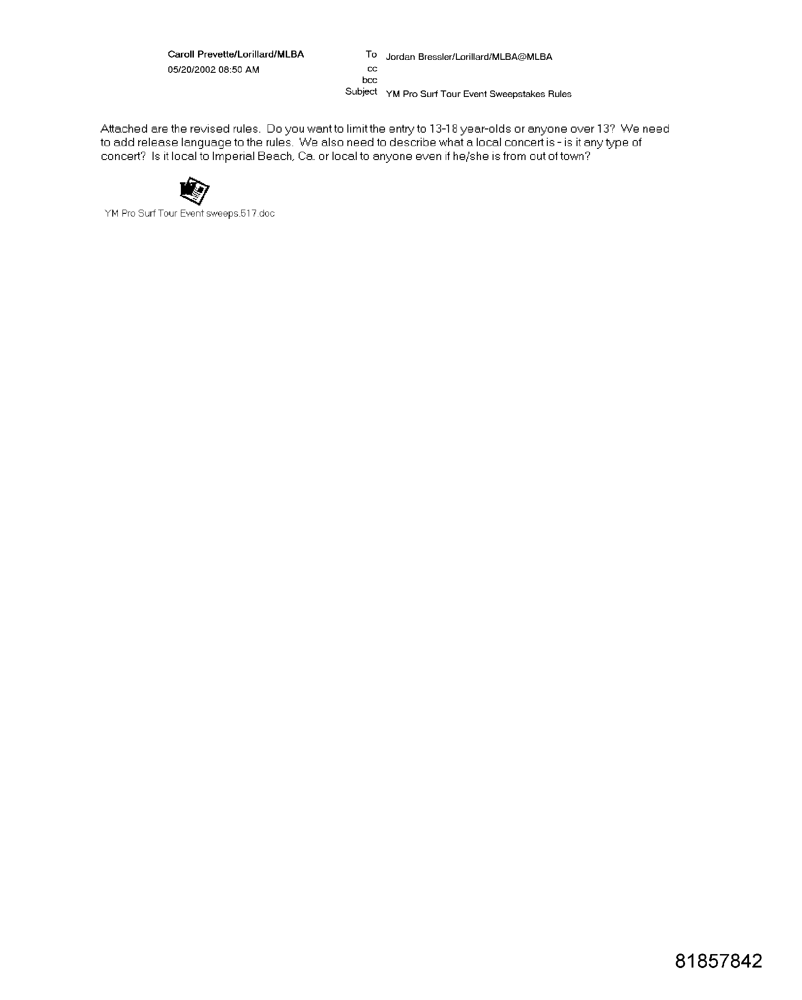 Caroll Prevette/Lorillard/MLBA
05/20/2002 08:50 AM
To Jordan Bressler/Lorillard/MLBA@MLBA
cc
bcc
Subject YM Pro Surf Tour Event Sweepstakes Rules
Attached are the revised rules. Do you want to limit the entry to 13-18 year-olds or anyone over 13? We need
to add release language to the rules. We also need to describe what a local concert is - is it any type of
concert? Is it local to Imperial Beach, Ca. or local to anyone even if he/she is from out of town?
YM Pro Surf Tour Event sweeps.517.doc
81857842